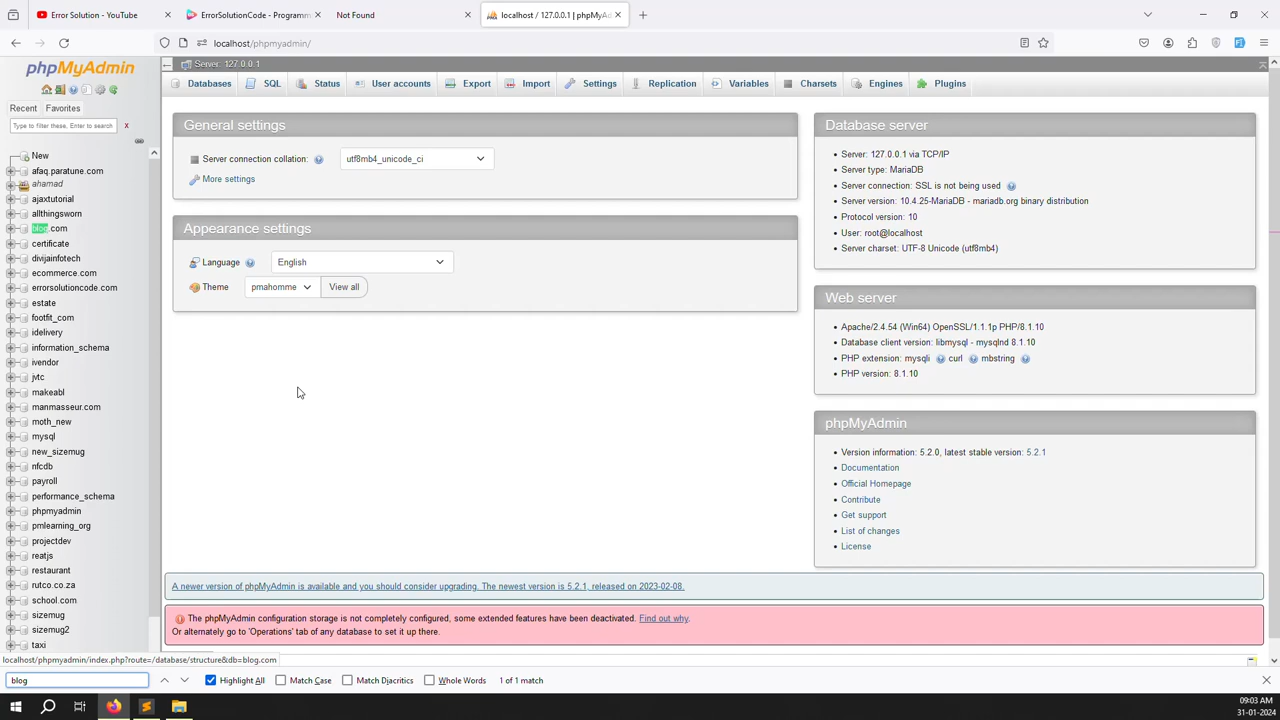 Error Solution - YouTube
ErrorSolutionCode - Programm
Not Found
localhost / 127.0.0.1 | phpMyAd
localhost/phpmyadmin/
phpMyAdmin
Recent
Favorites
Type to filter these, Enter to search
X
New
afaq.paratune.com
ahamad
ajaxtutorial
allthingsworn
blog.com
certificate
divijainfotech
ecommerce.com
errorsolutioncode.com
estate
footfit_com
idelivery
information_schema
ivendor
jvtc
makeabl
manmasseur.com
moth_new
mysql
new_sizemug
nfcdb
payroll
performance_schema
phpmyadmin
pmlearning_org
projectdev
reatjs
restaurant
rutco.co.za
school.com
sizemug
sizemug2
taxi
Server: 127.0.0.1
Databases
SQL
Status
User accounts
Export
Import
Settings
Replication
Variables
Charsets
Engines
Plugins
General settings
Server connection collation:
utf8mb4_unicode_ci
More settings
Appearance settings
Language
English
Theme
pmahomme
View all
Database server
Server: 127.0.0.1 via TCP/IP
Server type: MariaDB
Server connection: SSL is not being used
Server version: 10.4.25-MariaDB - mariadb.org binary distribution
Protocol version: 10
User: root@localhost
Server charset: UTF-8 Unicode (utf8mb4)
Web server
Apache/2.4.54 (Win64) OpenSSL/1.1.1p PHP/8.1.10
Database client version: libmysql - mysqlnd 8.1.10
PHP extension: mysqli curl mbstring
PHP version: 8.1.10
phpMyAdmin
Version information: 5.2.0, latest stable version: 5.2.1
Documentation
Official Homepage
Contribute
Get support
List of changes
License
A newer version of phpMyAdmin is available and you should consider upgrading. The newest version is 5.2.1, released on 2023-02-08.
The phpMyAdmin configuration storage is not completely configured, some extended features have been deactivated. Find out why.
Or alternately go to 'Operations' tab of any database to set it up there.
localhost/phpmyadmin/index.php?route=/database/structure&db=blog.com
blog
Highlight All
Match Case
Match Diacritics
Whole Words
1 of 1 match
09:03 AM
31-01-2024